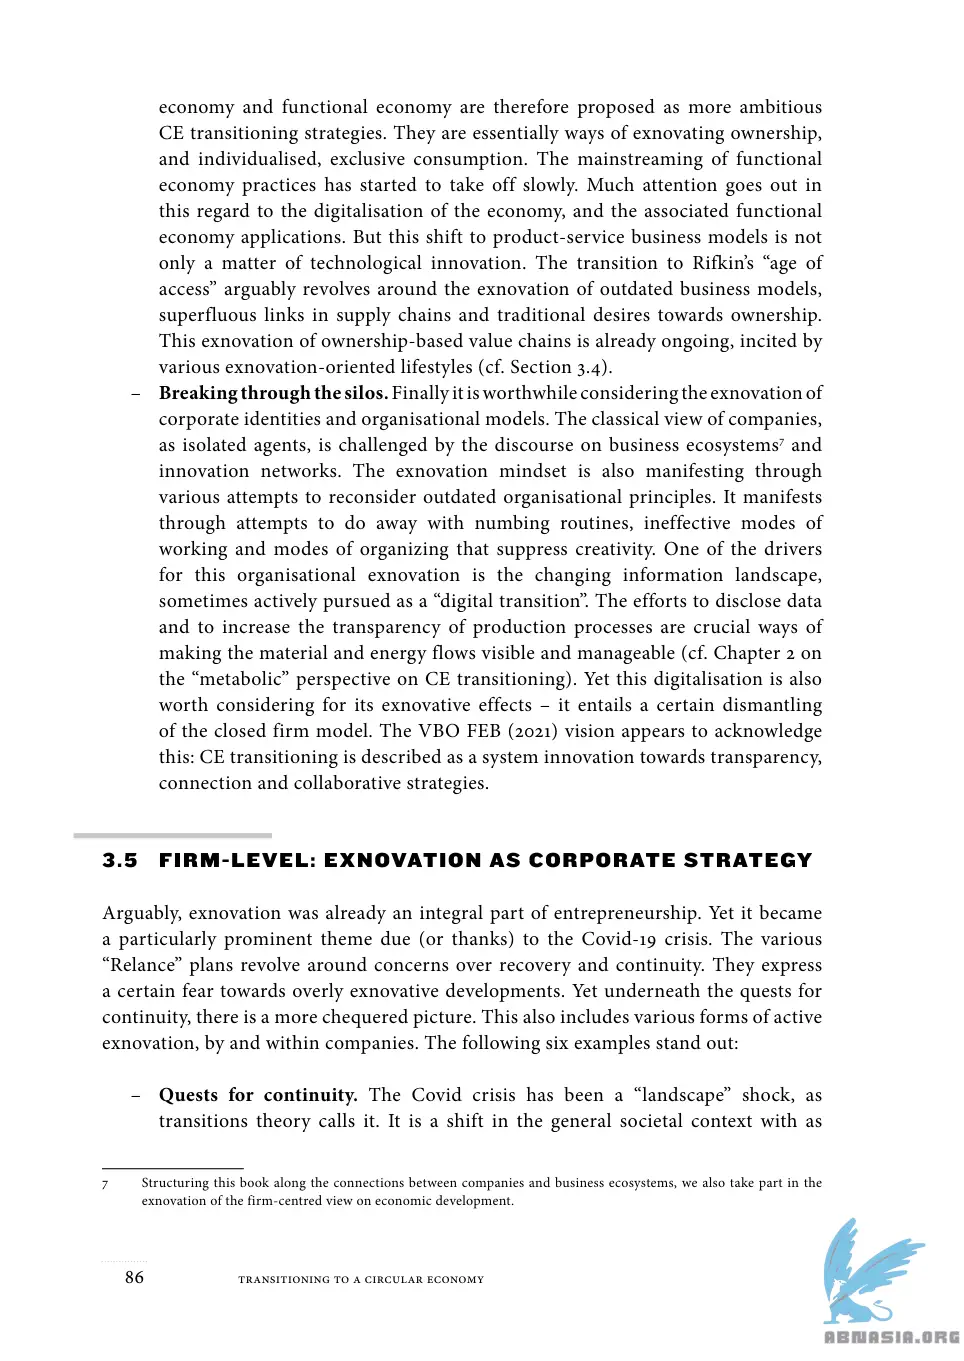 economy and functional economy are therefore proposed as more ambitious
CE transitioning strategies. They are essentially ways of exnovating ownership,
and individualised, exclusive consumption. The mainstreaming of functional
economy practices has started to take off slowly. Much attention goes out in
this regard to the digitalisation of the economy, and the associated functional
economy applications. But this shift to product-service business models is not
only a matter of technological innovation. The transition to Rifkin’s “age of
access” arguably revolves around the exnovation of outdated business models,
superfluous links in supply chains and traditional desires towards ownership.
This exnovation of ownership-based value chains is already ongoing, incited by
various exnovation-oriented lifestyles (cf. Section 3.4).
– Breaking through the silos. Finally it is worthwhile considering the exnovation of
corporate identities and organisational models. The classical view of companies,
as isolated agents, is challenged by the discourse on business ecosystems7 and
innovation networks. The exnovation mindset is also manifesting through
various attempts to reconsider outdated organisational principles. It manifests
through attempts to do away with numbing routines, ineffective modes of
working and modes of organizing that suppress creativity. One of the drivers
for this organisational exnovation is the changing information landscape,
sometimes actively pursued as a “digital transition”. The efforts to disclose data
and to increase the transparency of production processes are crucial ways of
making the material and energy flows visible and manageable (cf. Chapter 2 on
the “metabolic” perspective on CE transitioning). Yet this digitalisation is also
worth considering for its exnovative effects – it entails a certain dismantling
of the closed firm model. The VBO FEB (2021) vision appears to acknowledge
this: CE transitioning is described as a system innovation towards transparency,
connection and collaborative strategies.
3.5 FIRM-LEVEL: EXNOVATION AS CORPORATE STRATEGY
Arguably, exnovation was already an integral part of entrepreneurship. Yet it became
a particularly prominent theme due (or thanks) to the Covid-19 crisis. The various
“Relance” plans revolve around concerns over recovery and continuity. They express
a certain fear towards overly exnovative developments. Yet underneath the quests for
continuity, there is a more chequered picture. This also includes various forms of active
exnovation, by and within companies. The following six examples stand out:
– Quests for continuity. The Covid crisis has been a “landscape” shock, as
transitions theory calls it. It is a shift in the general societal context with as
7 Structuring this book along the connections between companies and business ecosystems, we also take part in the
exnovation of the firm-centred view on economic development.
86 TRANSITIONING TO A CIRCULAR ECONOMY
ABNASIA.ORG